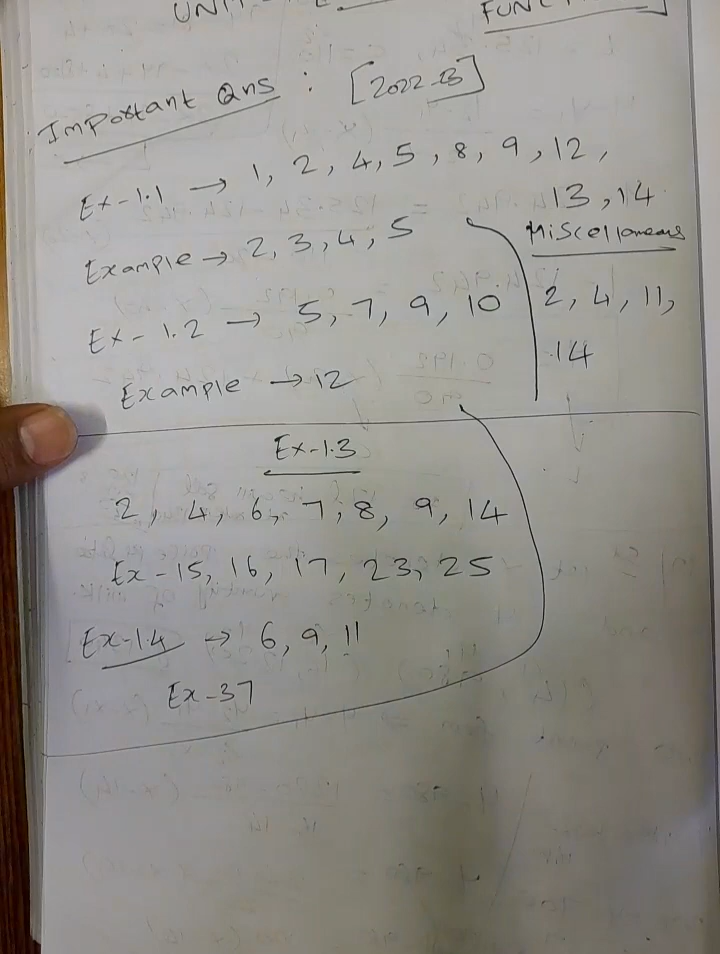 UNIT
FUNCT
Important Qns : [2022-23]
Ex-1.1 → 1, 2, 4, 5, 8, 9, 12,
13, 14
Example → 2, 3, 4, 5
Miscellaneous
Ex-1.2 → 5, 7, 9, 10
2, 4, 11,
14
Example → 12
Ex-1.3
2, 4, 6, 7, 8, 9, 14
Ex-15, 16, 17, 23, 25
Ex-1.4 → 6, 9, 11
Ex-37